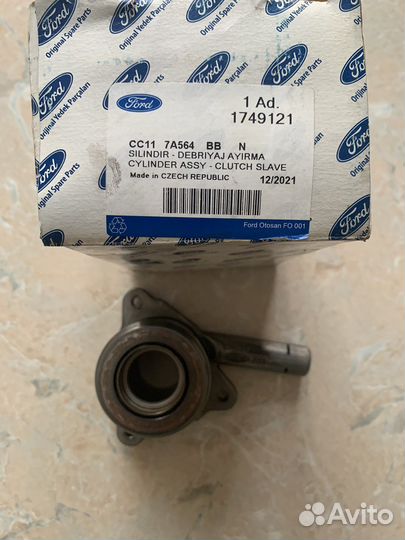 Ford
Original Spare Parts
Orijinal Yedek Parçaları
Ford
1 Ad.
1749121
CC11 7A564 BB N
SILINDIR - DEBRIYAJ AYIRMA
CYLINDER ASSY - CLUTCH SLAVE
Made in CZECH REPUBLIC
12/2021
Ford Otosan FO 001
Avito